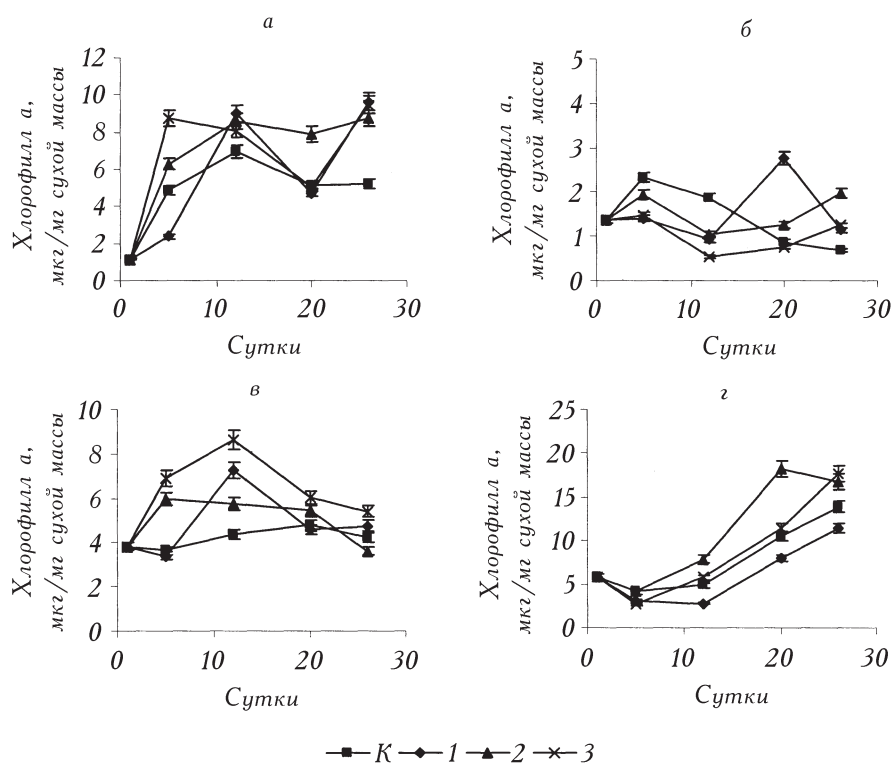 а
Хлорофилл а,
мкг/мг сухой массы
12
10
8
6
4
2
0
0 10 20 30
Сутки
б
Хлорофилл а,
мкг/мг сухой массы
5
4
3
2
1
0
0 10 20 30
Сутки
в
Хлорофилл а,
мкг/мг сухой массы
10
8
6
4
2
0
0 10 20 30
Сутки
г
Хлорофилл а,
мкг/мг сухой массы
25
20
15
10
5
0
0 10 20 30
Сутки
К 1 2 3